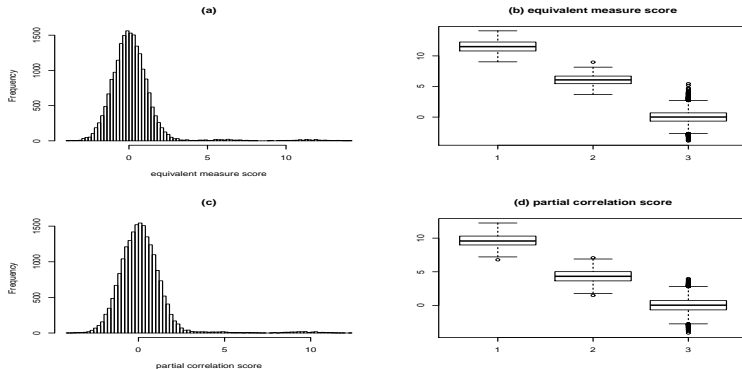 (a)
Frequency
1500
1000
500
0
0 5 10
equivalent measure score
(b) equivalent measure score
10
5
0
1 2 3
(c)
Frequency
1500
1000
500
0
0 5 10
partial correlation score
(d) partial correlation score
10
5
0
1 2 3